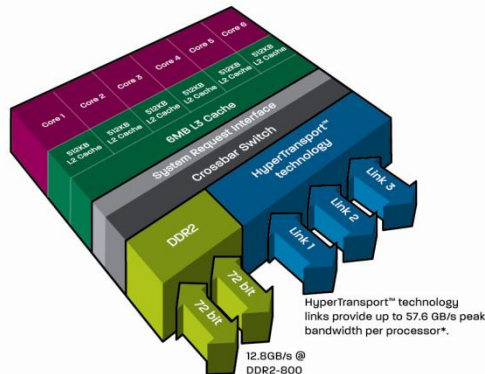 Core 1
Core 2
Core 3
Core 4
Core 5
Core 6
512KB
L2 Cache
512KB
L2 Cache
512KB
L2 Cache
512KB
L2 Cache
512KB
L2 Cache
512KB
L2 Cache
6MB L3 Cache
System Request Interface
Crossbar Switch
DDR2
HyperTransport™
technology
Link 1
Link 2
Link 3
72 bit
72 bit
12.8GB/s @
DDR2-800
HyperTransport™ technology
links provide up to 57.6 GB/s peak
bandwidth per processor*.